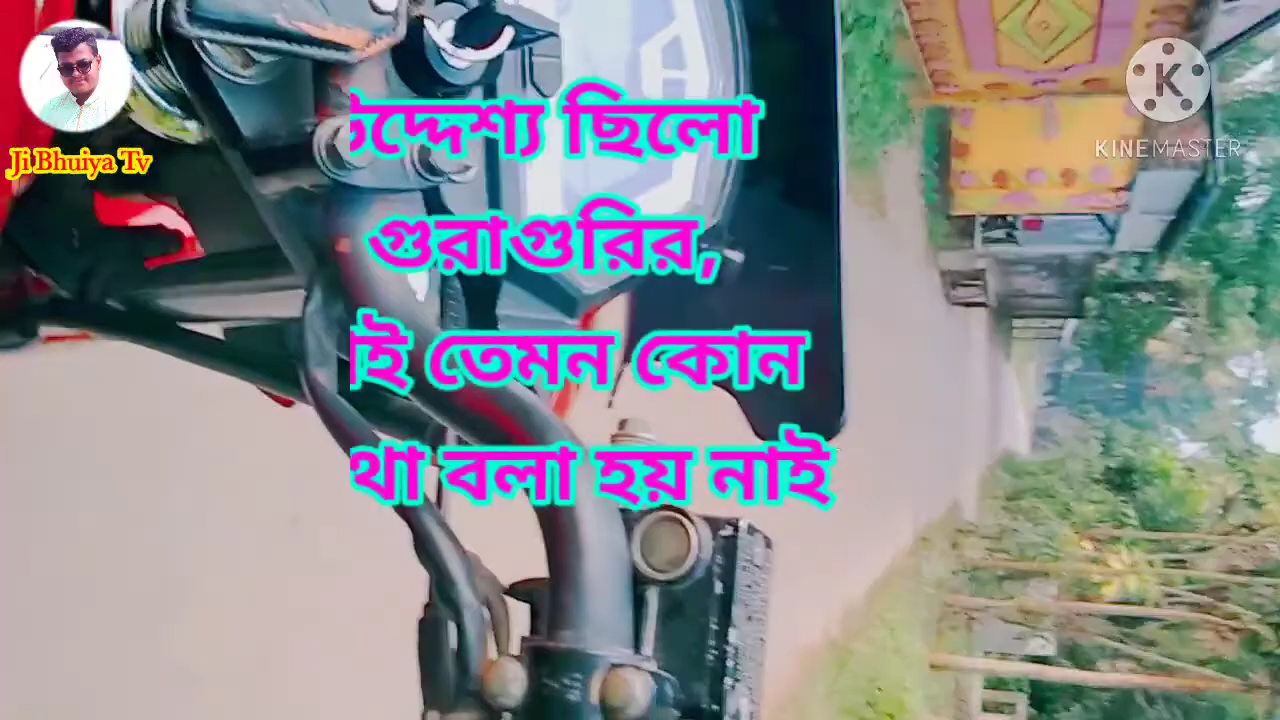 Ji Bhuiya Tv
K
KINEMASTER
ছিলো
গুরাগুরির,
তেমন কোন
বলা হয় নাই